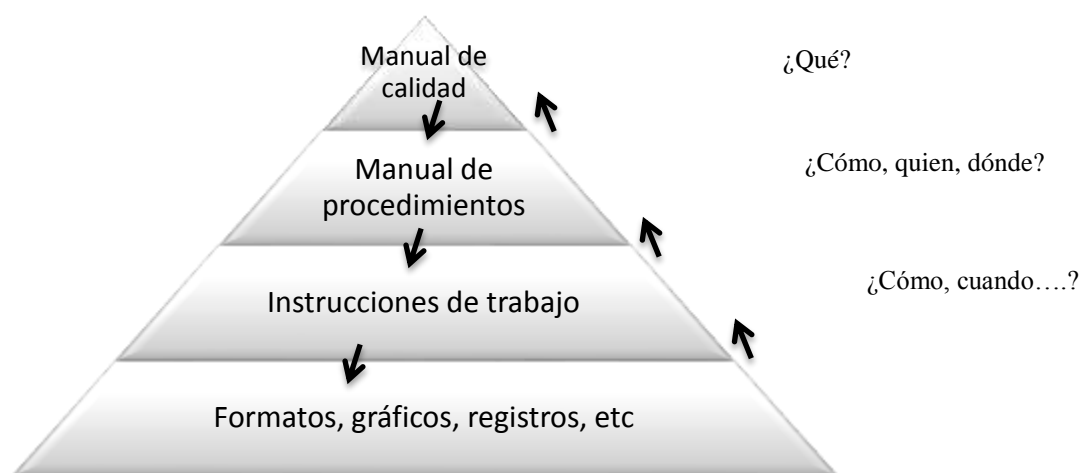 Manual de
calidad
¿Qué?
Manual de
procedimientos
¿Cómo, quien, dónde?
Instrucciones de trabajo
¿Cómo, cuando….?
Formatos, gráficos, registros, etc